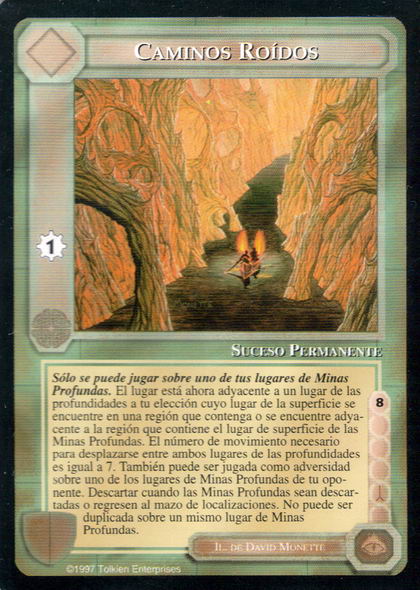 CAMINOS ROÍDOS
1
SUCESO PERMANENTE
Sólo se puede jugar sobre uno de tus lugares de Minas
Profundas. El lugar está ahora adyacente a un lugar de las
profundidades a tu elección cuyo lugar de la superficie se
encuentre en una región que contenga o se encuentre adya-
cente a la región que contiene el lugar de superficie de las
Minas Profundas. El número de movimiento necesario
para desplazarse entre ambos lugares de las profundidades
es igual a 7. También puede ser jugada como adversidad
sobre uno de los lugares de Minas Profundas de tu opo-
nente. Descartar cuando las Minas Profundas sean descar-
tadas o regresen al mazo de localizaciones. No puede ser
duplicada sobre un mismo lugar de Minas
Profundas.
8
IL. DE DAVID MONETTE
©1997 Tolkien Enterprises